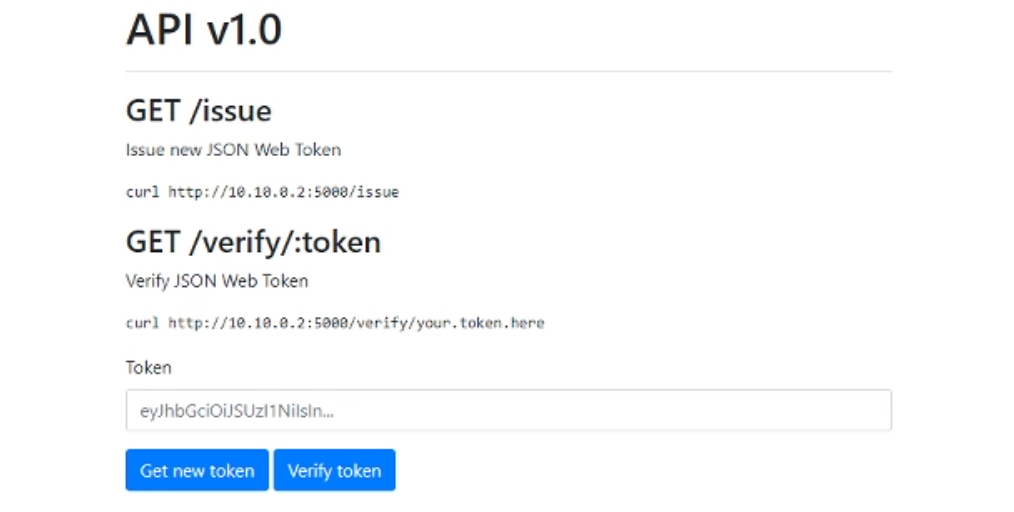 API v1.0
GET /issue
Issue new JSON Web Token
curl http://10.10.0.2:5000/issue
GET /verify/:token
Verify JSON Web Token
curl http://10.10.0.2:5000/verify/your.token.here
Token
eyJhbGciOiJSUzI1NiIsIn...
Get new token
Verify token